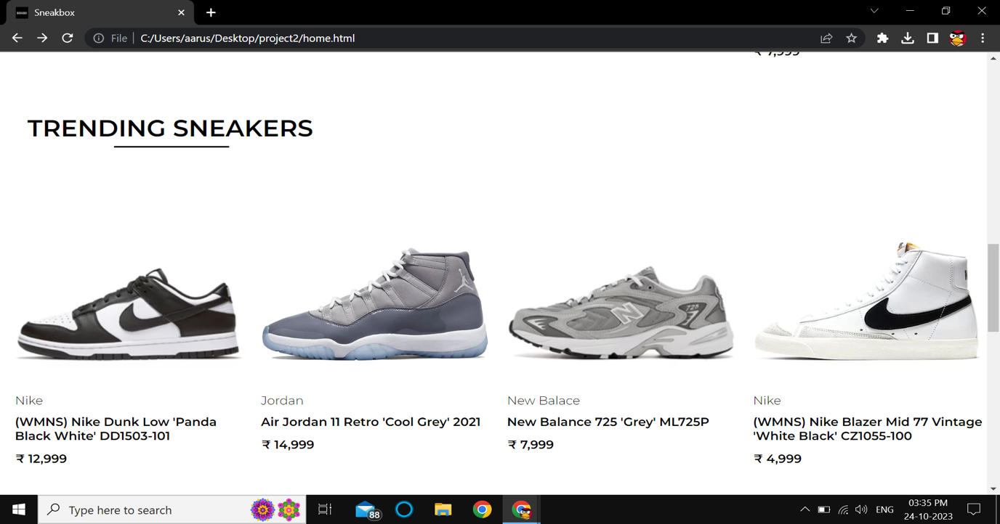 Sneakbox
File
C:/Users/aarus/Desktop/project2/home.html
₹ 7,999
TRENDING SNEAKERS
725
Nike
(WMNS) Nike Dunk Low 'Panda
Black White' DD1503-101
₹ 12,999
Jordan
Air Jordan 11 Retro 'Cool Grey' 2021
₹ 14,999
New Balace
New Balance 725 'Grey' ML725P
₹ 7,999
Nike
(WMNS) Nike Blazer Mid 77 Vintage
'White Black' CZ1055-100
₹ 4,999
Type here to search
88
ENG
03:35 PM
24-10-2023